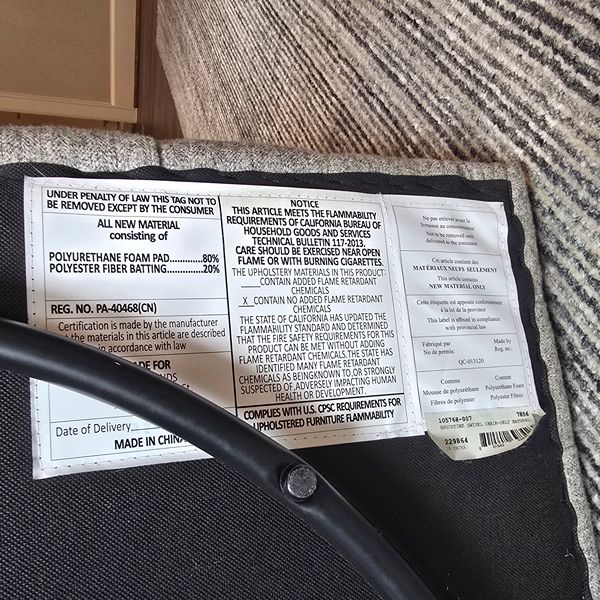 UNDER PENALTY OF LAW THIS TAG NOT TO
BE REMOVED EXCEPT BY THE CONSUMER
ALL NEW MATERIAL
consisting of
POLYURETHANE FOAM PAD............80%
POLYESTER FIBER BATTING...........20%
REG. NO. PA-40468(CN)
Certification is made by the manufacturer
the materials in this article are described
in accordance with law
DE FOR
Date of Delivery
MADE IN CHINA
NOTICE
THIS ARTICLE MEETS THE FLAMMABILITY
REQUIREMENTS OF CALIFORNIA BUREAU OF
HOUSEHOLD GOODS AND SERVICES
TECHNICAL BULLETIN 117-2013.
CARE SHOULD BE EXERCISED NEAR OPEN
FLAME OR WITH BURNING CIGARETTES.
THE UPHOLSTERY MATERIALS IN THIS PRODUCT:
____CONTAIN ADDED FLAME RETARDANT
CHEMICALS
_X_CONTAIN NO ADDED FLAME RETARDANT
CHEMICALS
THE STATE OF CALIFORNIA HAS UPDATED THE
FLAMMABILITY STANDARD AND DETERMINED
THAT THE FIRE SAFETY REQUIREMENTS FOR THIS
PRODUCT CAN BE MET WITHOUT ADDING
FLAME RETARDANT CHEMICALS.THE STATE HAS
IDENTIFIED MANY FLAME RETARDANT
CHEMICALS AS BEINGKNOWN TO,OR STRONGLY
SUSPECTED OF,ADVERSELY IMPACTING HUMAN
HEALTH OR DEVELOPMENT.
COMPLIES WITH U.S. CPSC REQUIREMENTS FOR
UPHOLSTERED FURNITURE FLAMMABILITY
Ne pas enlever avant la
livraison au consommateur
Not to be removed until
delivered to the consumer
Cet article contient des
MATÉRIAUX NEUFS SEULEMENT
This article contains
NEW MATERIAL ONLY
Cette étiquette est apposée conformément
à la loi de la province
This label is affixed in compliance
with provincial law
Fabriqué par Made by
No de permis: Reg. no.:
QC-013120
Contenu Content
Mousse de polyuréthane Polyurethane Foam
Fibres de polyester Polyester Fibers
105768-007 7856
SWIVEL CHAIR-GRLY NATURAL
229864
CHINA